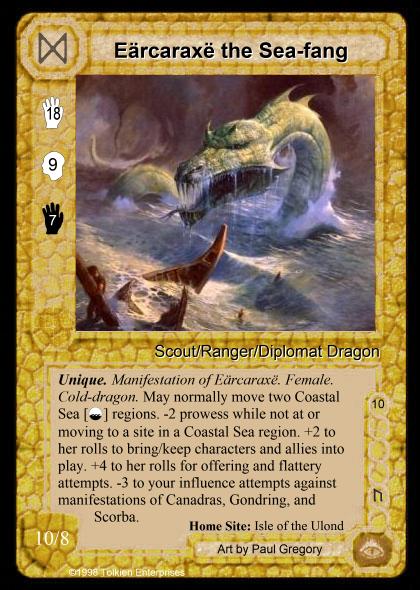 Eärcaraxë the Sea-fang
18
9
7
Scout/Ranger/Diplomat Dragon
Unique. Manifestation of Eärcaraxë. Female.
Cold-dragon. May normally move two Coastal
Sea [] regions. -2 prowess while not at or
moving to a site in a Coastal Sea region. +2 to
her rolls to bring/keep characters and allies into
play. +4 to her rolls for offering and flattery
attempts. -3 to your influence attempts against
manifestations of Canadras, Gondring, and
Scorba.
10
Home Site: Isle of the Ulond
10/8
Art by Paul Gregory
©1998 Tolkien Enterprises